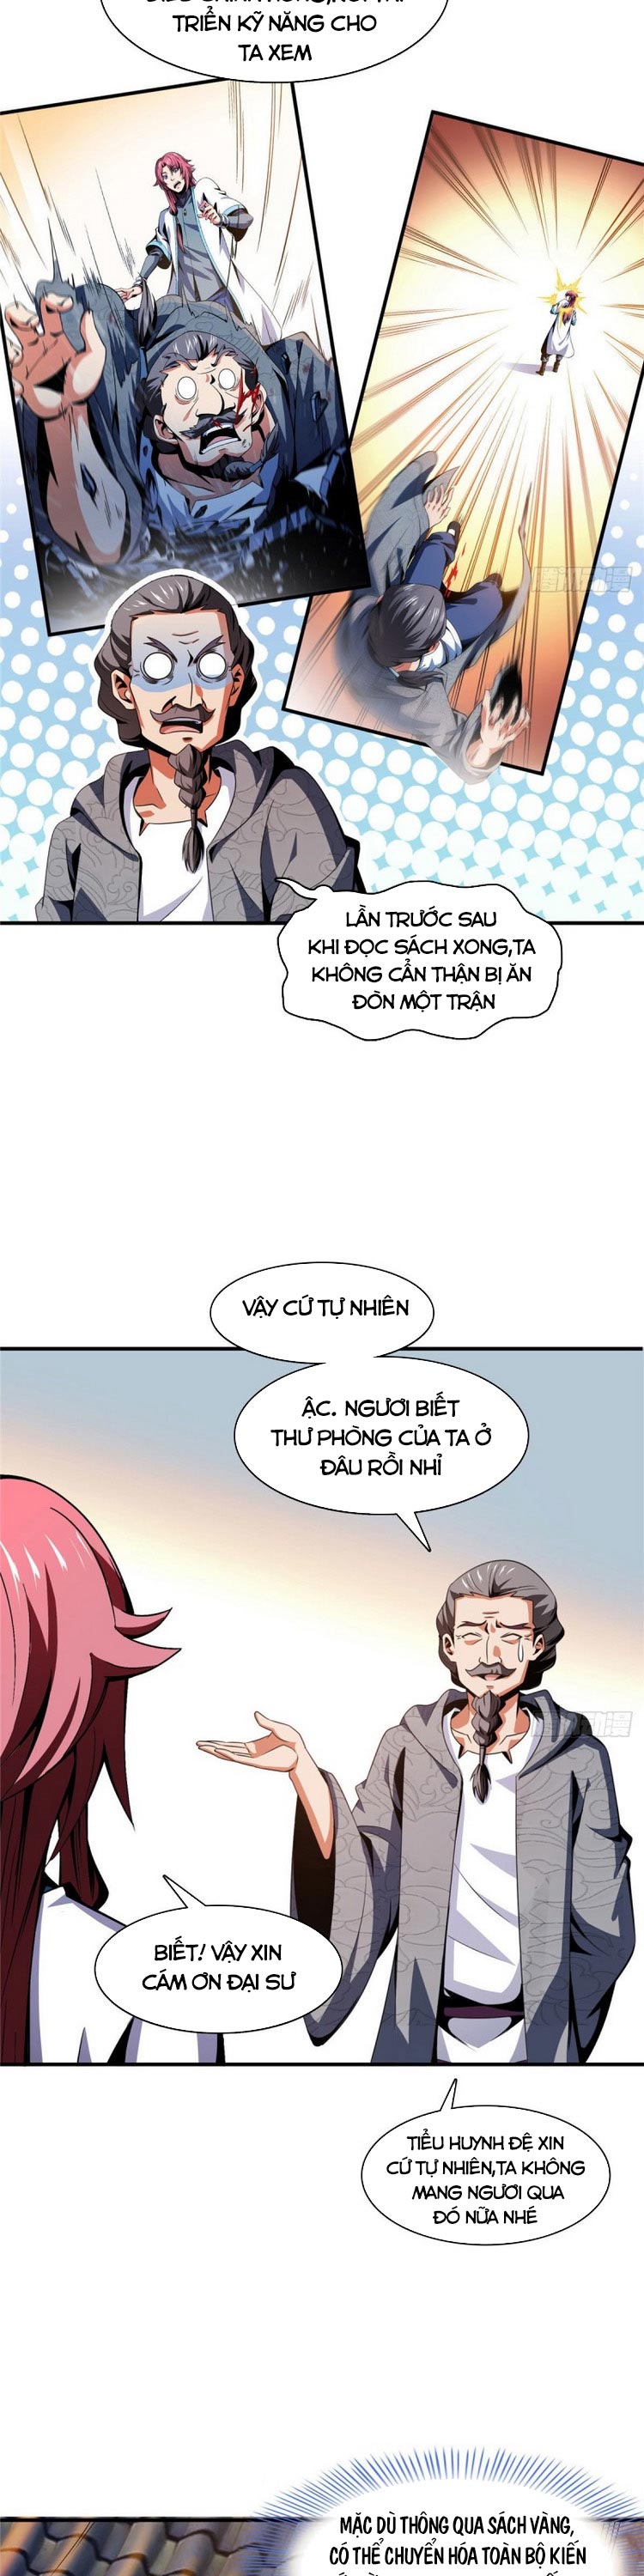 TRIỂN KỸ NĂNG CHO
TA XEM
LẦN TRƯỚC SAU
KHI ĐỌC SÁCH XONG,TA
KHÔNG CẨN THẬN BỊ ĂN
ĐÒN MỘT TRẬN
VẬY CỨ TỰ NHIÊN
ẬC. NGƯƠI BIẾT
THƯ PHÒNG CỦA TA Ở
ĐÂU RỒI NHỈ
BIẾT! VẬY XIN
CÁM ƠN ĐẠI SƯ
TIỂU HUYNH ĐỆ XIN
CỨ TỰ NHIÊN,TA KHÔNG
MANG NGƯƠI QUA
ĐÓ NỮA NHÉ
MẶC DÙ THÔNG QUA SÁCH VÀNG,
CÓ THỂ CHUYỂN HÓA TOÀN BỘ KIẾN